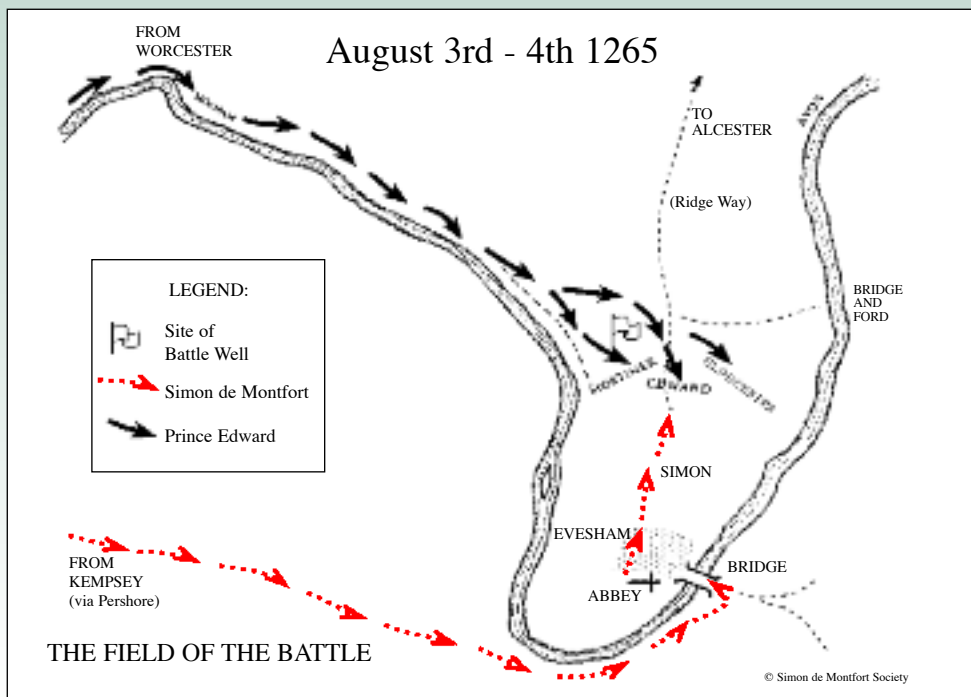 August 3rd - 4th 1265
FROM
WORCESTER
AVON
TO
ALCESTER
(Ridge Way)
BRIDGE
AND
FORD
LEGEND:
Site of
Battle Well
Simon de Montfort
Prince Edward
MORTIMER
EDWARD
GLOUCESTER
SIMON
EVESHAM
BRIDGE
ABBEY
FROM
KEMPSEY
(via Pershore)
THE FIELD OF THE BATTLE
© Simon de Montfort Society